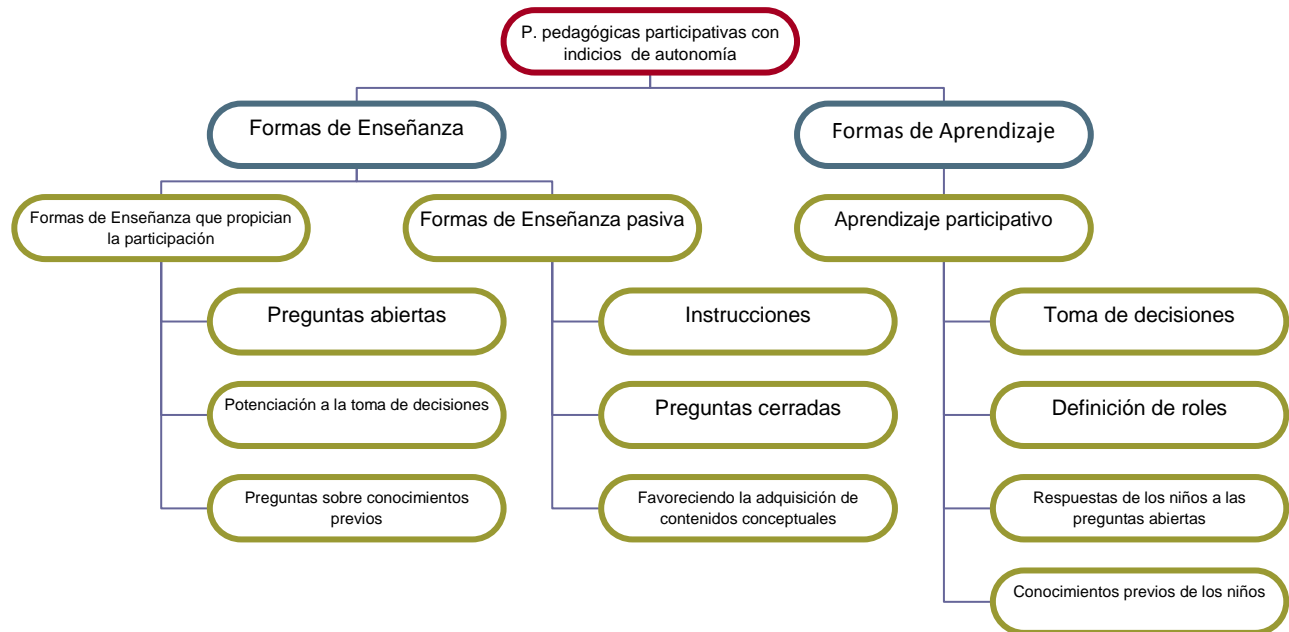 P. pedagógicas participativas con
indicios de autonomía
Formas de Enseñanza
Formas de Aprendizaje
Formas de Enseñanza que propician
la participación
Formas de Enseñanza pasiva
Aprendizaje participativo
Preguntas abiertas
Instrucciones
Toma de decisiones
Potenciación a la toma de decisiones
Preguntas cerradas
Definición de roles
Preguntas sobre conocimientos
previos
Favoreciendo la adquisición de
contenidos conceptuales
Respuestas de los niños a las
preguntas abiertas
Conocimientos previos de los niños